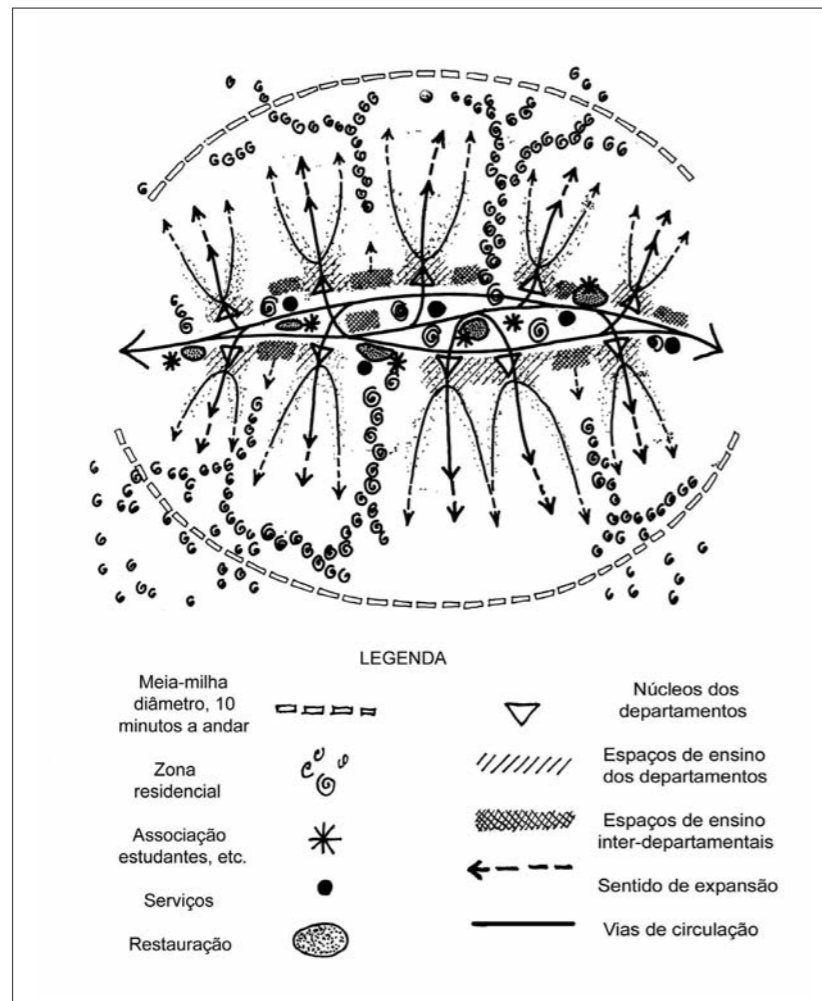 LEGENDA
Meia-milha
diâmetro, 10
minutos a andar
Zona
residencial
Associação
estudantes, etc.
Serviços
Restauração
Núcleos dos
departamentos
Espaços de ensino
dos departamentos
Espaços de ensino
inter-departamentais
Sentido de expansão
Vias de circulação